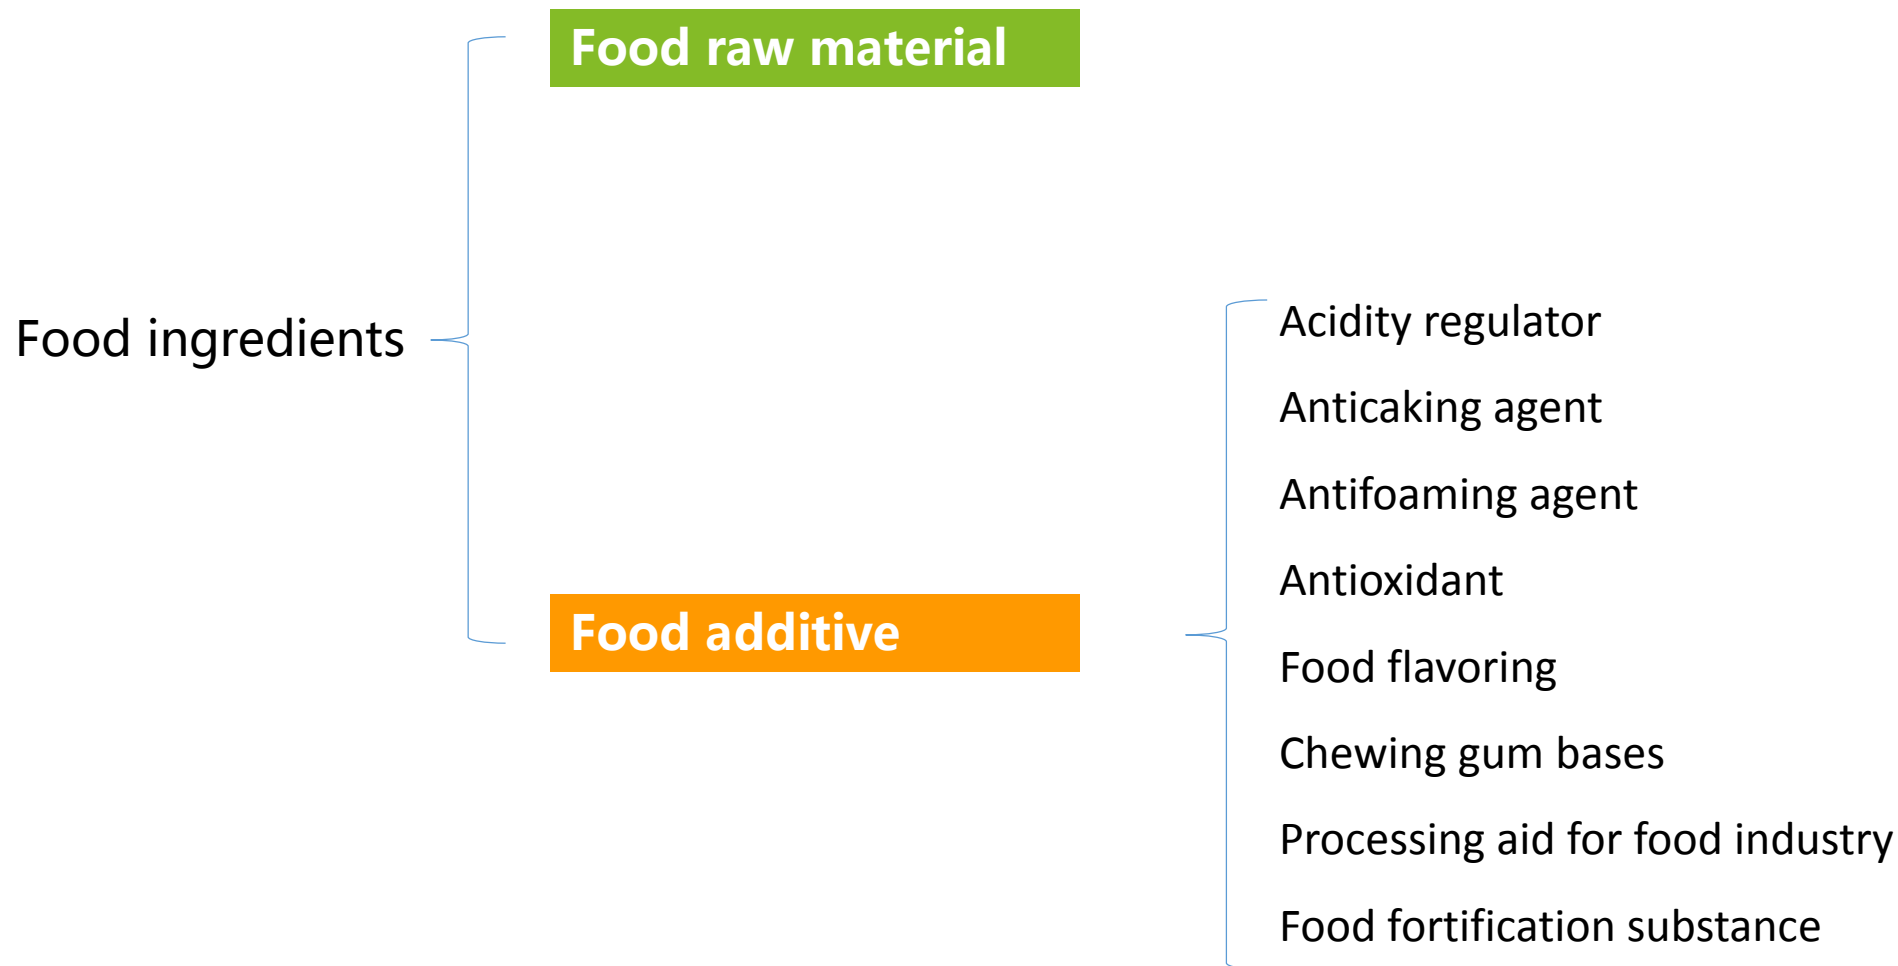 Food raw material
Food ingredients
Food additive
Acidity regulator
Anticaking agent
Antifoaming agent
Antioxidant
Food flavoring
Chewing gum bases
Processing aid for food industry
Food fortification substance